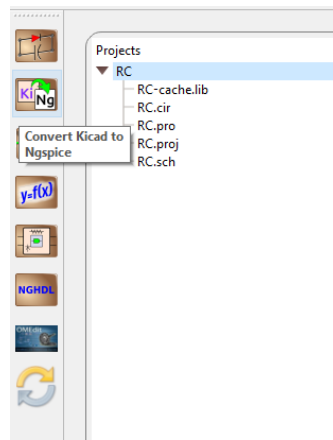 Projects
RC
Ki Ng
RC-cache.lib
RC.cir
RC.pro
Convert Kicad to
Ngspice
RC.proj
RC.sch
y=f(x)
NGHDL
OMEdit